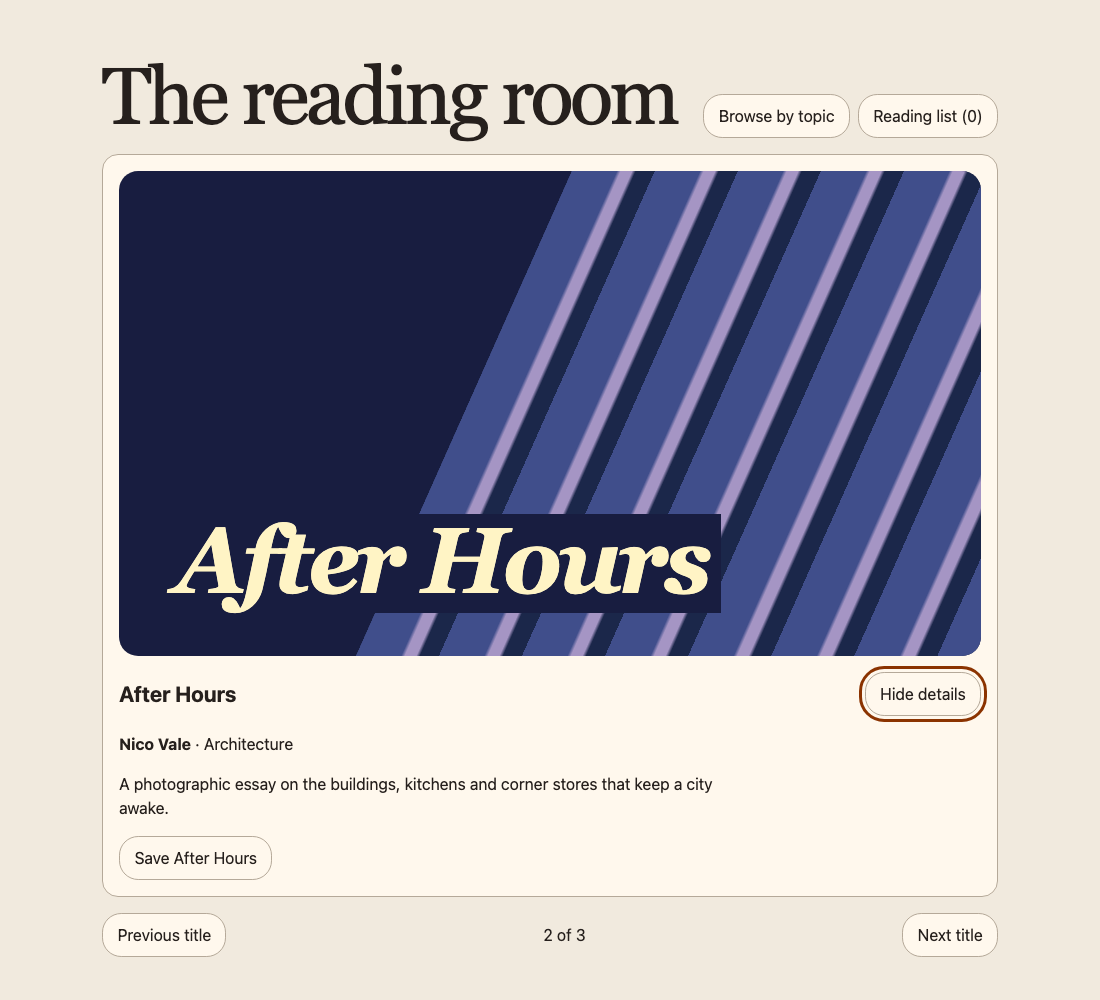 The reading room
Browse by topic
Reading list (0)
After Hours
After Hours
Hide details
Nico Vale · Architecture
A photographic essay on the buildings, kitchens and corner stores that keep a city
awake.
Save After Hours
Previous title
2 of 3
Next title